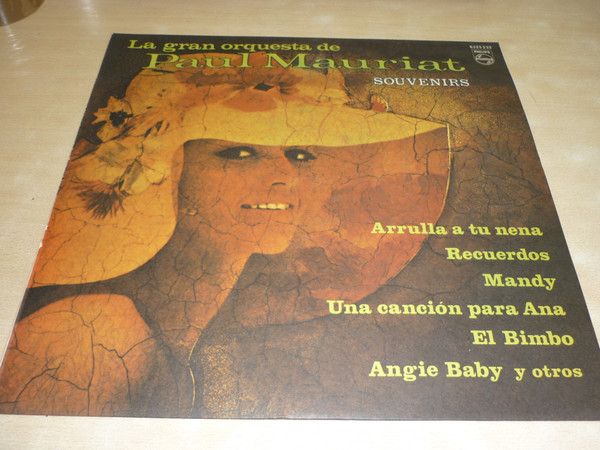 La gran orquesta de
Paul Mauriat
SOUVENIRS
PHILIPS
Arrulla a tu nena
Recuerdos
Mandy
Una canción para Ana
El Bimbo
Angie Baby y otros